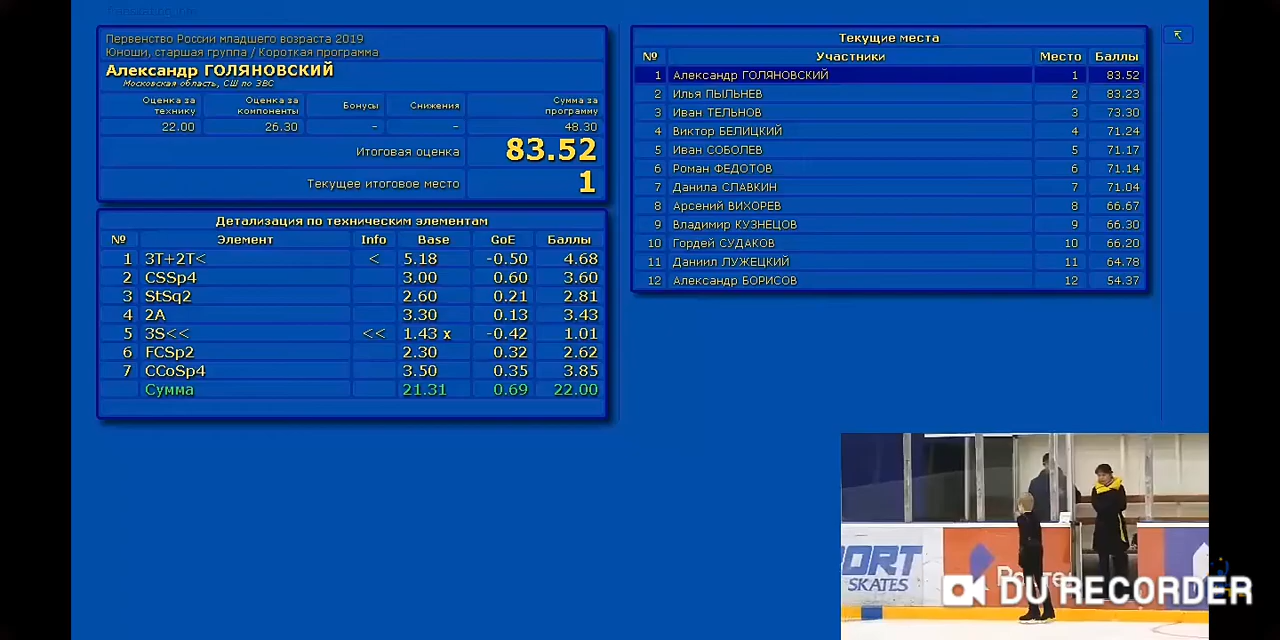 Первенство России младшего возраста 2019
Юноши, старшая группа / Короткая программа
Александр ГОЛЯНОВСКИЙ
Московская область, СШ по ЗВС
Оценка за технику Оценка за компоненты Бонусы Снижения Сумма за программу
22.00 26.30 – – 48.30
Итоговая оценка 83.52
Текущее итоговое место 1
Детализация по техническим элементам
№ Элемент Info Base GoE Баллы
1 3T+2T< < 5.18 -0.50 4.68
2 CSSp4 3.00 0.60 3.60
3 StSq2 2.60 0.21 2.81
4 2A 3.30 0.13 3.43
5 3S<< << 1.43 x -0.42 1.01
6 FCSp2 2.30 0.32 2.62
7 CCoSp4 3.50 0.35 3.85
Сумма 21.31 0.69 22.00
Текущие места
№ Участники Место Баллы
1 Александр ГОЛЯНОВСКИЙ 1 83.52
2 Илья ПЫЛЬНЕВ 2 83.23
3 Иван ТЕЛЬНОВ 3 73.30
4 Виктор БЕЛИЦКИЙ 4 71.24
5 Иван СОБОЛЕВ 5 71.17
6 Роман ФЕДОТОВ 6 71.14
7 Данила СЛАВКИН 7 71.04
8 Арсений ВИХОРЕВ 8 66.67
9 Владимир КУЗНЕЦОВ 9 66.30
10 Гордей СУДАКОВ 10 66.20
11 Даниил ЛУЖЕЦКИЙ 11 64.78
12 Александр БОРИСОВ 12 54.37
SKATES
DU RECORDER